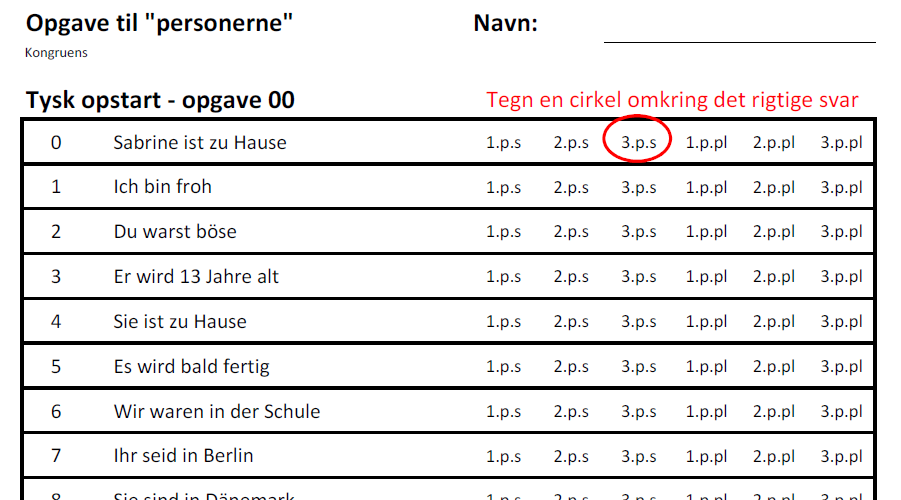 Opgave til "personerne" Navn:
Kongruens
Tysk opstart - opgave 00 Tegn en cirkel omkring det rigtige svar
0 Sabrine ist zu Hause 1.p.s 2.p.s 3.p.s 1.p.pl 2.p.pl 3.p.pl
1 Ich bin froh 1.p.s 2.p.s 3.p.s 1.p.pl 2.p.pl 3.p.pl
2 Du warst böse 1.p.s 2.p.s 3.p.s 1.p.pl 2.p.pl 3.p.pl
3 Er wird 13 Jahre alt 1.p.s 2.p.s 3.p.s 1.p.pl 2.p.pl 3.p.pl
4 Sie ist zu Hause 1.p.s 2.p.s 3.p.s 1.p.pl 2.p.pl 3.p.pl
5 Es wird bald fertig 1.p.s 2.p.s 3.p.s 1.p.pl 2.p.pl 3.p.pl
6 Wir waren in der Schule 1.p.s 2.p.s 3.p.s 1.p.pl 2.p.pl 3.p.pl
7 Ihr seid in Berlin 1.p.s 2.p.s 3.p.s 1.p.pl 2.p.pl 3.p.pl
8 Sie sind in Dänemark 1.p.s 2.p.s 3.p.s 1.p.pl 2.p.pl 3.p.pl